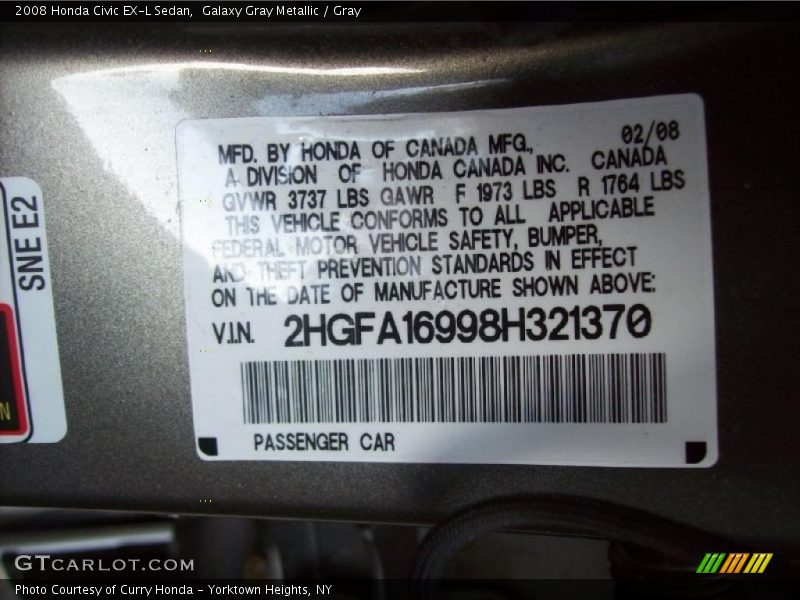 2008 Honda Civic EX-L Sedan,  Galaxy Gray Metallic / Gray
02/08
MFD. BY HONDA OF CANADA MFG.,
A DIVISION OF HONDA CANADA INC. CANADA
GVWR 3737 LBS GAWR F 1973 LBS R 1764 LBS
THIS VEHICLE CONFORMS TO ALL APPLICABLE
FEDERAL MOTOR VEHICLE SAFETY, BUMPER,
AND THEFT PREVENTION STANDARDS IN EFFECT
ON THE DATE OF MANUFACTURE SHOWN ABOVE:
V.I.N. 2HGFA16998H321370
PASSENGER CAR
SNE E2
GTCARLOT.COM
Photo Courtesy of Curry Honda - Yorktown Heights, NY